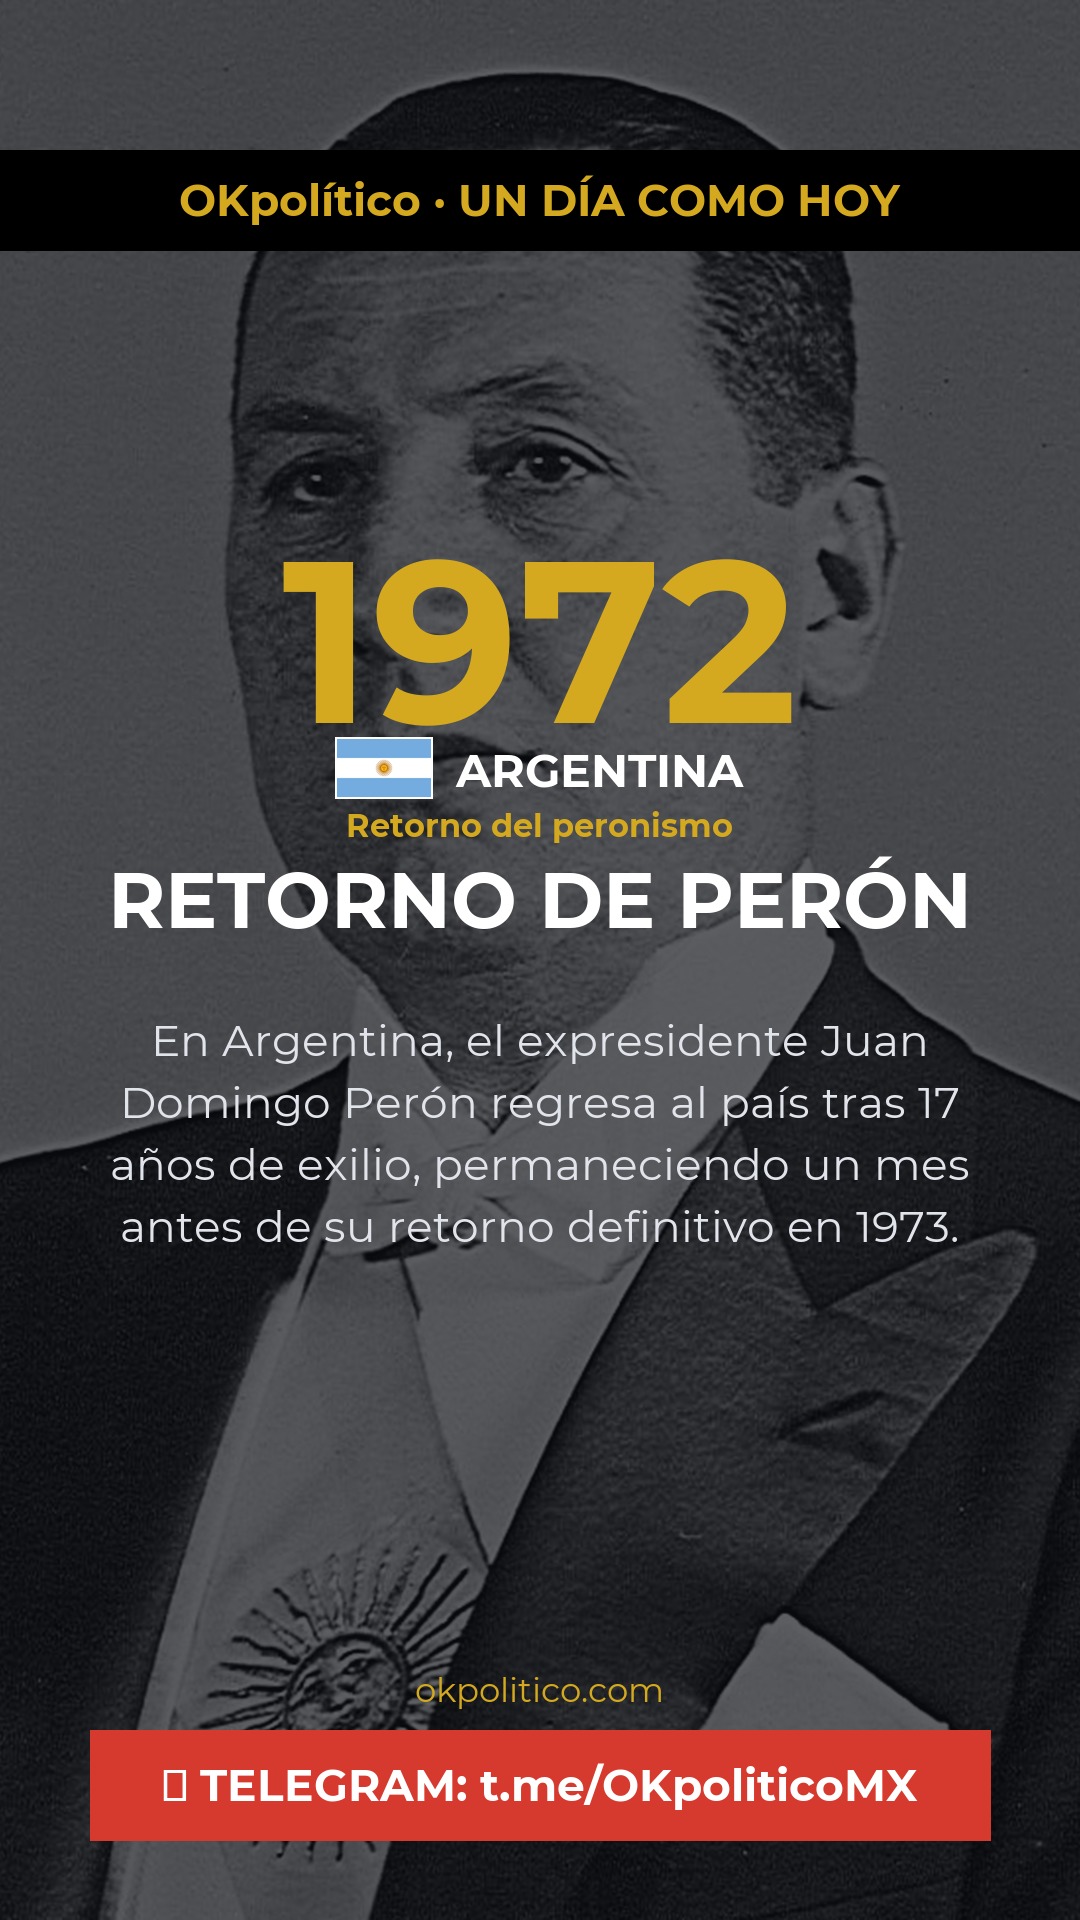 OKpolítico · UN DÍA COMO HOY
1972
ARGENTINA
Retorno del peronismo
RETORNO DE PERÓN
En Argentina, el expresidente Juan
Domingo Perón regresa al país tras 17
años de exilio, permaneciendo un mes
antes de su retorno definitivo en 1973.
okpolitico.com
TELEGRAM: t.me/OKpoliticoMX